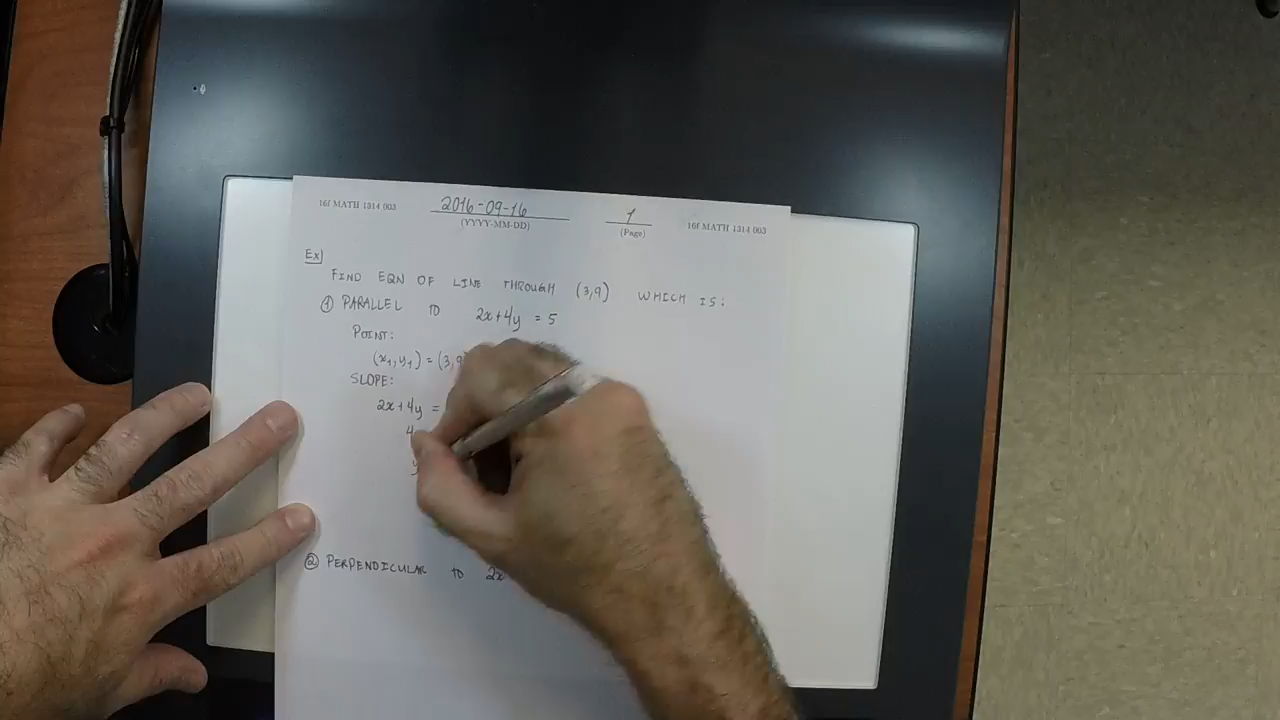 16f MATH 1314 003 2016-09-16 1 16f MATH 1314 003
(YYYY-MM-DD) (Page)
Ex
FIND EQN OF LINE THROUGH (3,9) WHICH IS:
① PARALLEL TO 2x+4y = 5
POINT:
(x₁,y₁) = (3,9
SLOPE:
2x+4y =
4
y
② PERPENDICULAR TO 2x